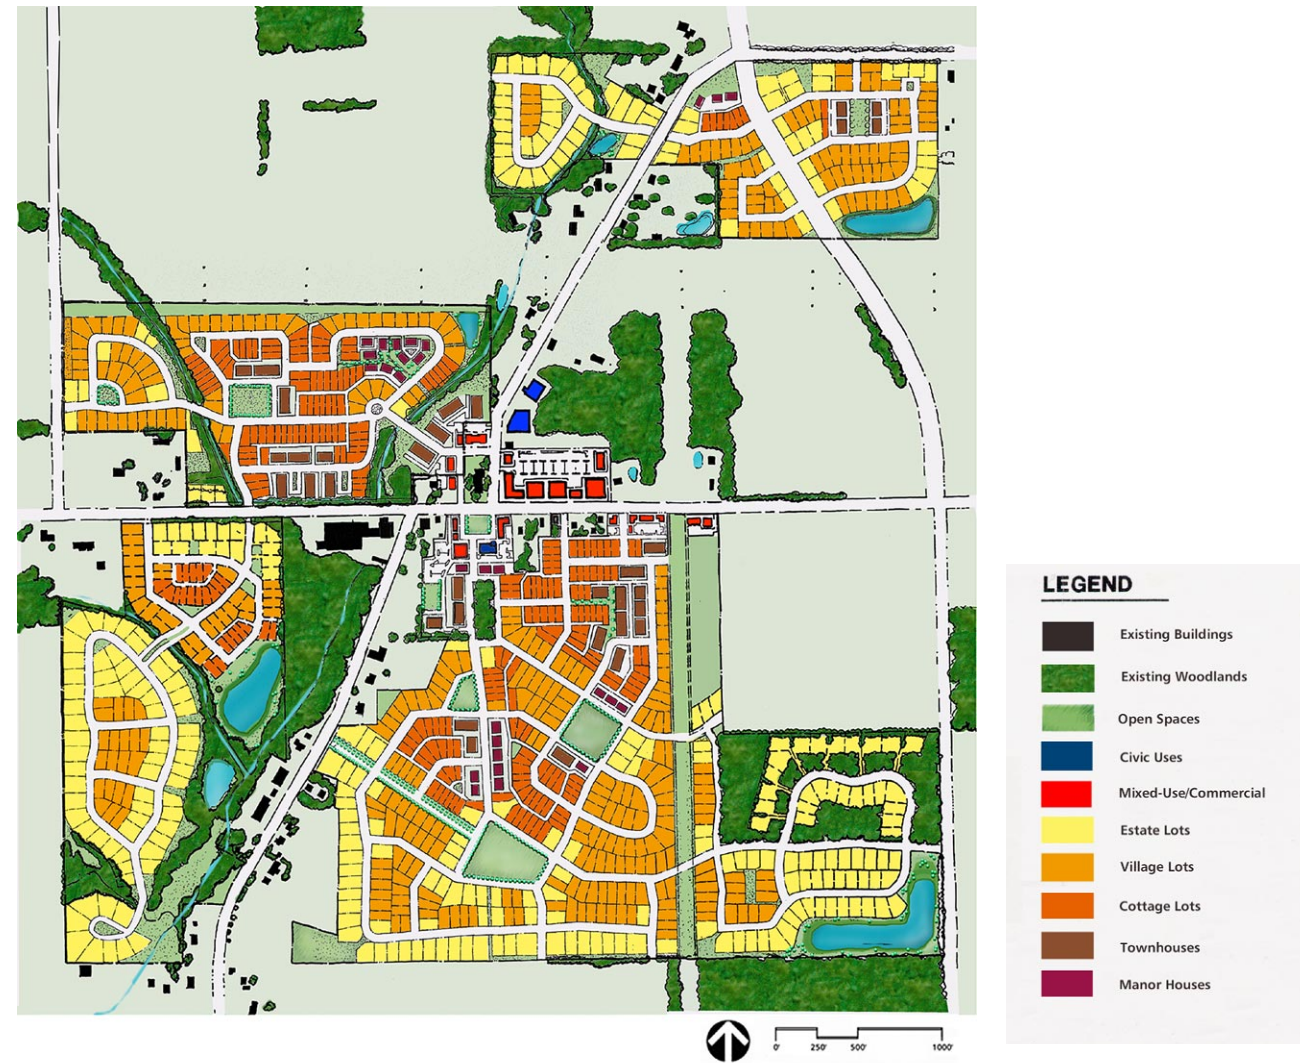 LEGEND
Existing Buildings
Existing Woodlands
Open Spaces
Civic Uses
Mixed-Use/Commercial
Estate Lots
Village Lots
Cottage Lots
Townhouses
Manor Houses
0' 250' 500' 1000'